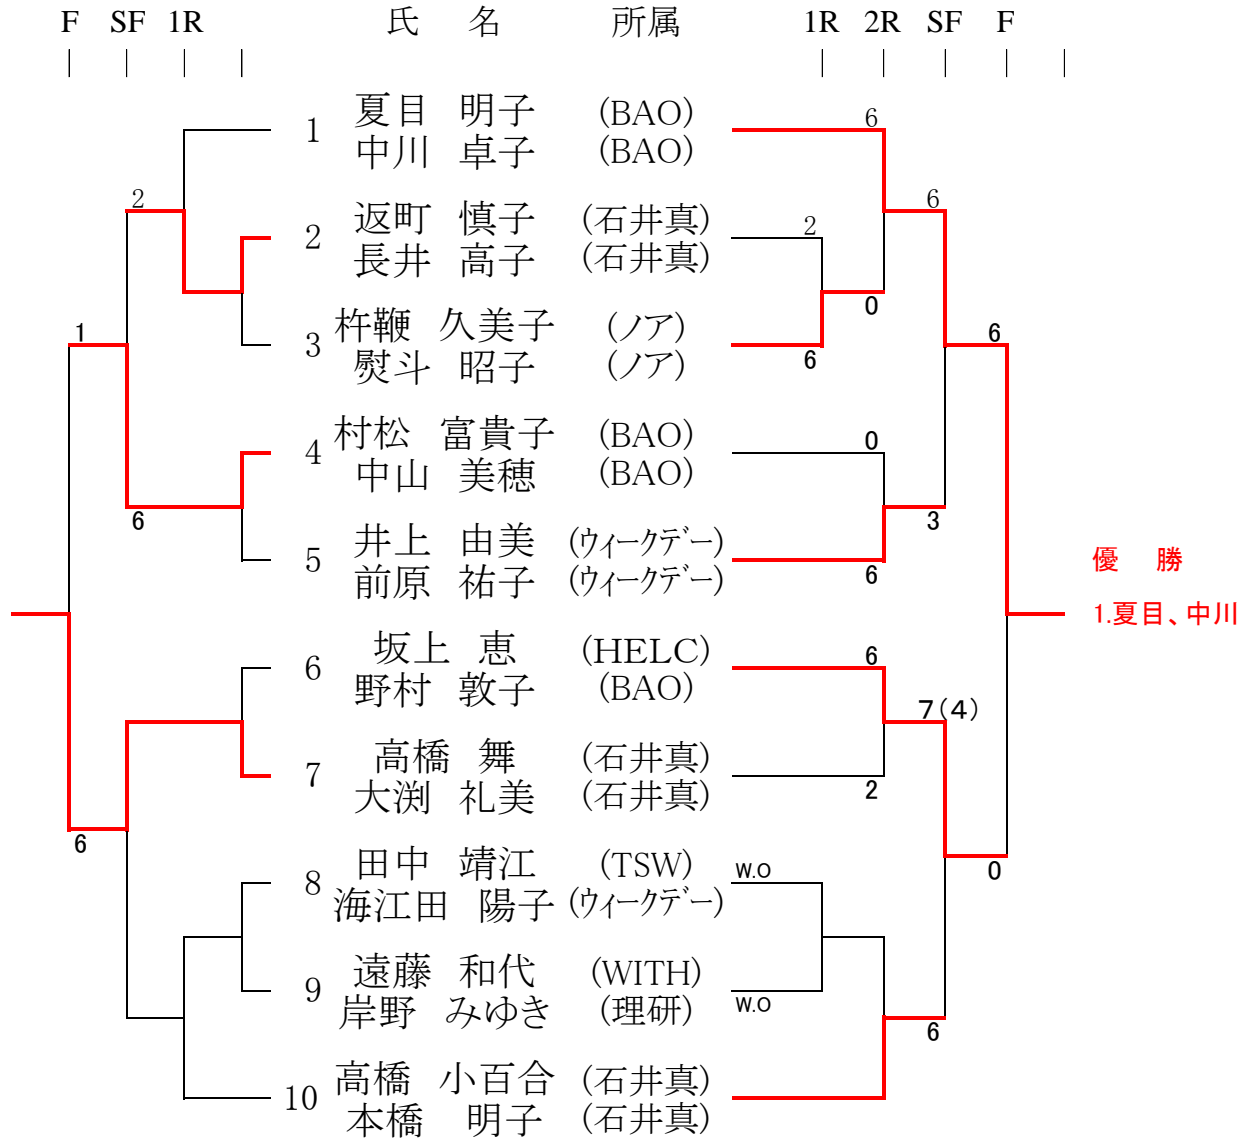 F SF 1R 氏 名 所属 1R 2R SF F
1 夏目 明子 (BAO) 6
中川 卓子 (BAO)
2 6
2 返町 慎子 (石井真) 2
長井 高子 (石井真)
0
1 3 杵鞭 久美子 (ノア) 6
熨斗 昭子 (ノア) 6
4 村松 富貴子 (BAO) 0
中山 美穂 (BAO)
6 3
5 井上 由美 (ウィークデー)
前原 祐子 (ウィークデー) 6
優 勝
1.夏目、中川
6 坂上 恵 (HELC) 6
野村 敦子 (BAO)
7(4)
7 高橋 舞 (石井真)
大渕 礼美 (石井真) 2
6 0
8 田中 靖江 (TSW) w.o
海江田 陽子 (ウィークデー)
9 遠藤 和代 (WITH)
岸野 みゆき (理研) w.o
6
10 高橋 小百合 (石井真)
本橋 明子 (石井真)